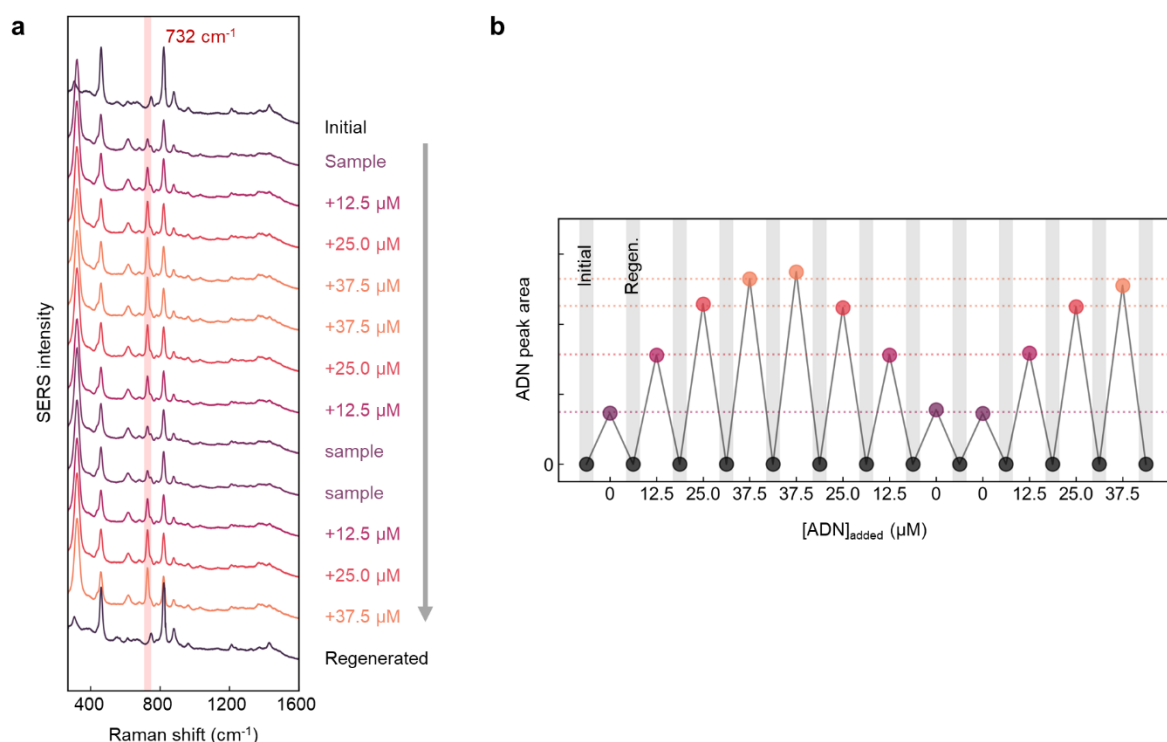 a
732 cm⁻¹
Initial
Sample
+12.5 µM
+25.0 µM
+37.5 µM
+37.5 µM
+25.0 µM
+12.5 µM
sample
sample
+12.5 µM
+25.0 µM
+37.5 µM
Regenerated
SERS intensity
400 800 1200 1600
Raman shift (cm⁻¹)
b
Initial
Regen.
ADN peak area
0
0 12.5 25.0 37.5 37.5 25.0 12.5 0 0 12.5 25.0 37.5
[ADN]added (µM)